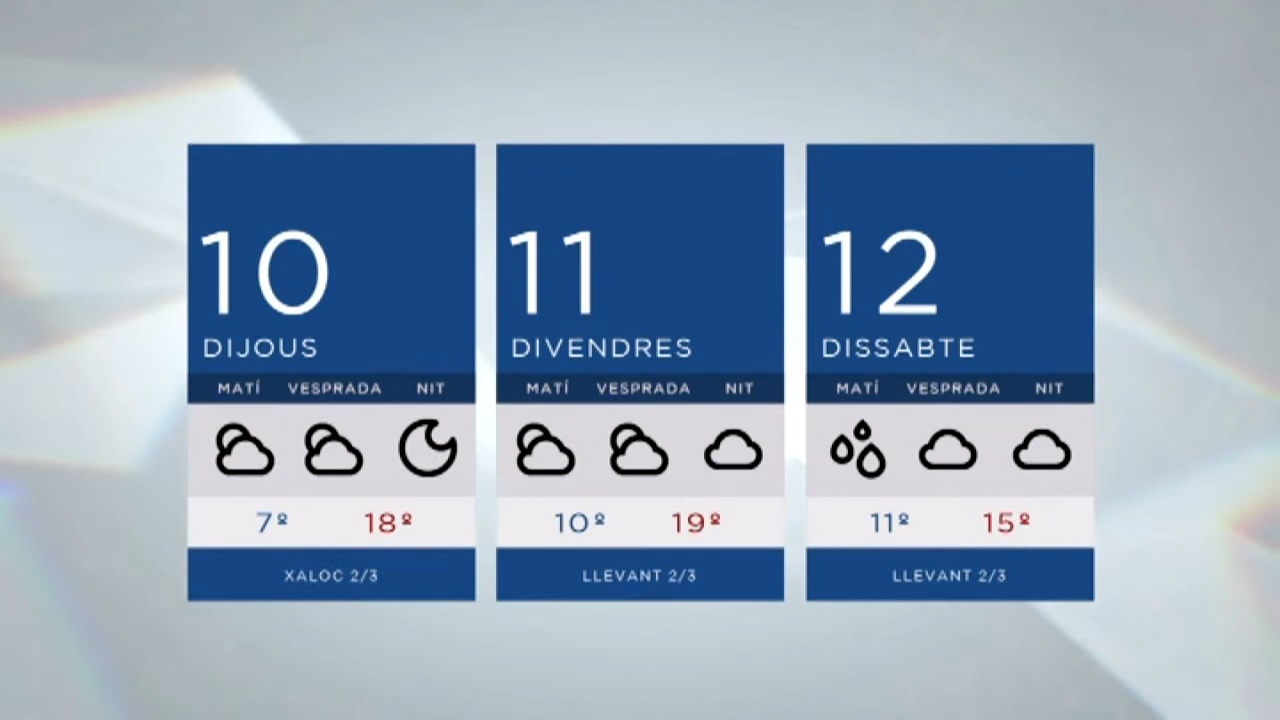 10
DIJOUS
MATÍ VESPRADA NIT
7º 18º
XALOC 2/3
11
DIVENDRES
MATÍ VESPRADA NIT
10º 19º
LLEVANT 2/3
12
DISSABTE
MATÍ VESPRADA NIT
11º 15º
LLEVANT 2/3